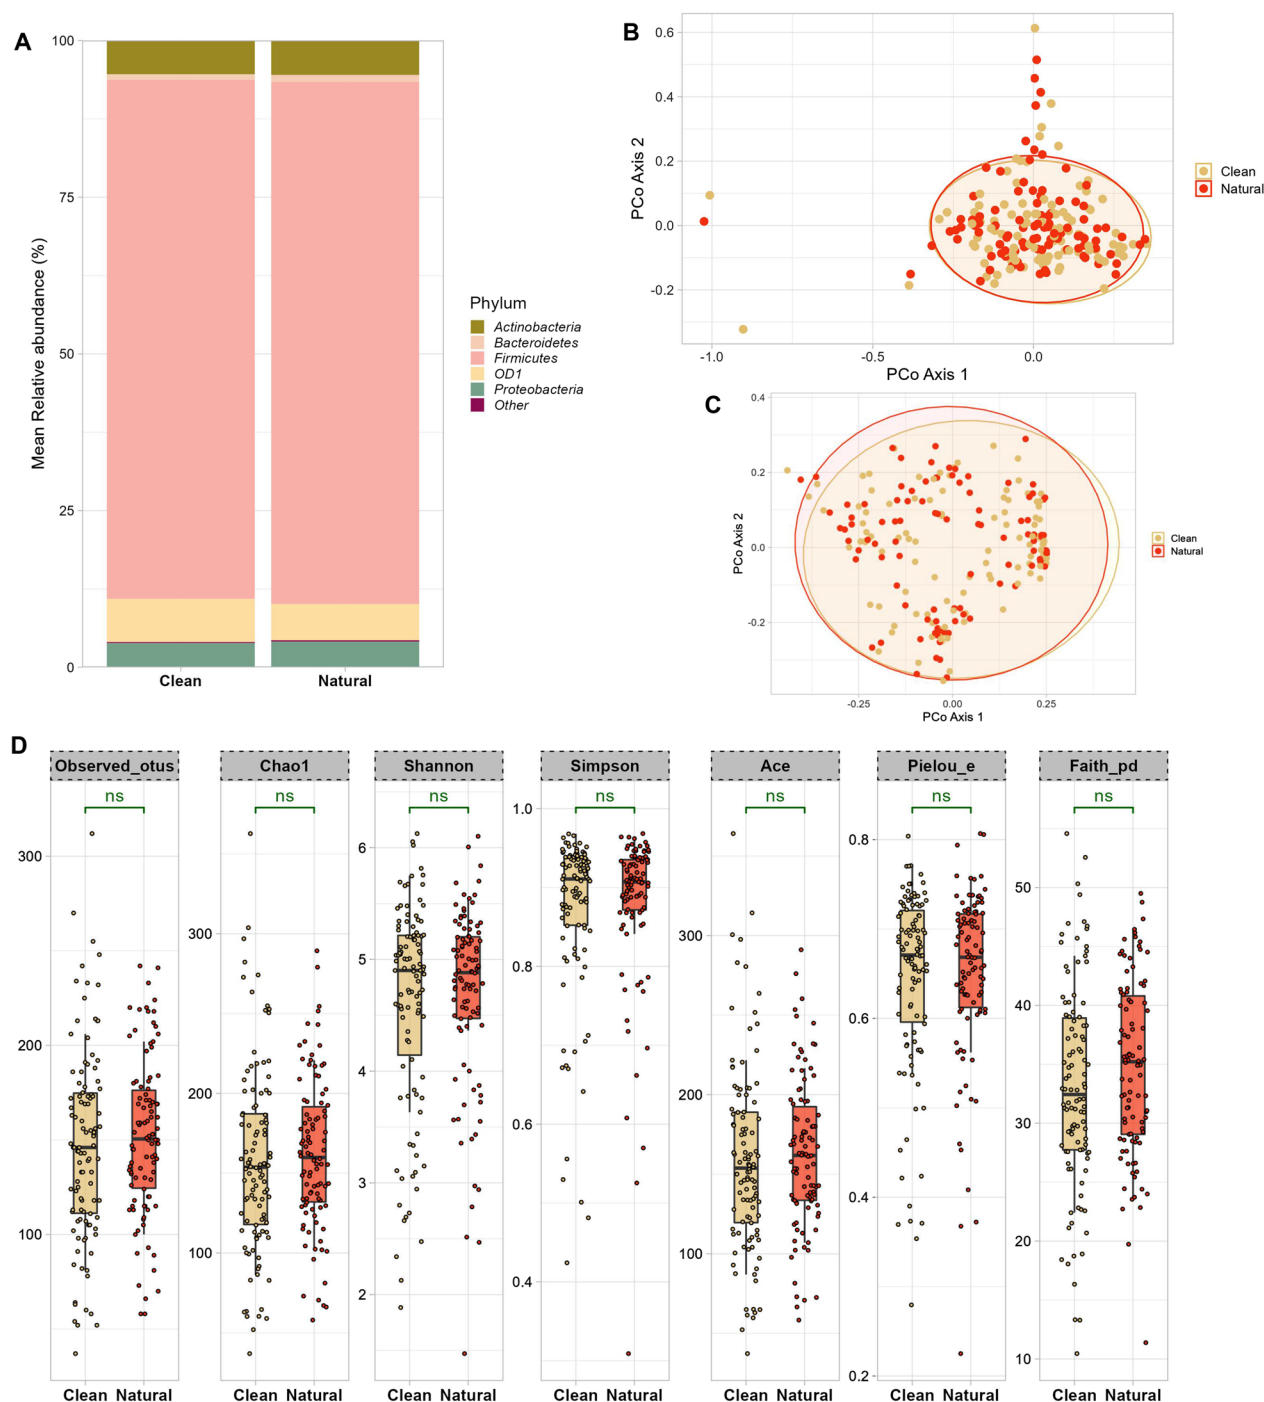 A
100
75
50
25
0
Mean Relative abundance (%)
Clean Natural
Phylum
Actinobacteria
Bacteroidetes
Firmicutes
OD1
Proteobacteria
Other
B
0.6
0.4
0.2
0.0
-0.2
PCo Axis 2
-1.0 -0.5 0.0
PCo Axis 1
Clean
Natural
C
0.4
0.2
0.0
-0.2
PCo Axis 2
-0.25 0.00 0.25
PCo Axis 1
Clean
Natural
D
Observed_otus
ns
300
200
100
Clean Natural
Chao1
ns
300
200
100
Clean Natural
Shannon
ns
6
5
4
3
2
Clean Natural
Simpson
ns
1.0
0.8
0.6
0.4
Clean Natural
Ace
ns
300
200
100
Clean Natural
Pielou_e
ns
0.8
0.6
0.4
0.2
Clean Natural
Faith_pd
ns
50
40
30
20
10
Clean Natural